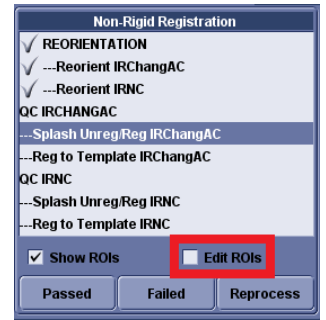 Non-Rigid Registration
REORIENTATION
---Reorient IRChangAC
---Reorient IRNC
QC IRCHANGAC
---Splash Unreg/Reg IRChangAC
---Reg to Template IRChangAC
QC IRNC
---Splash Unreg/Reg IRNC
---Reg to Template IRNC
Show ROIs Edit ROIs
Passed Failed Reprocess